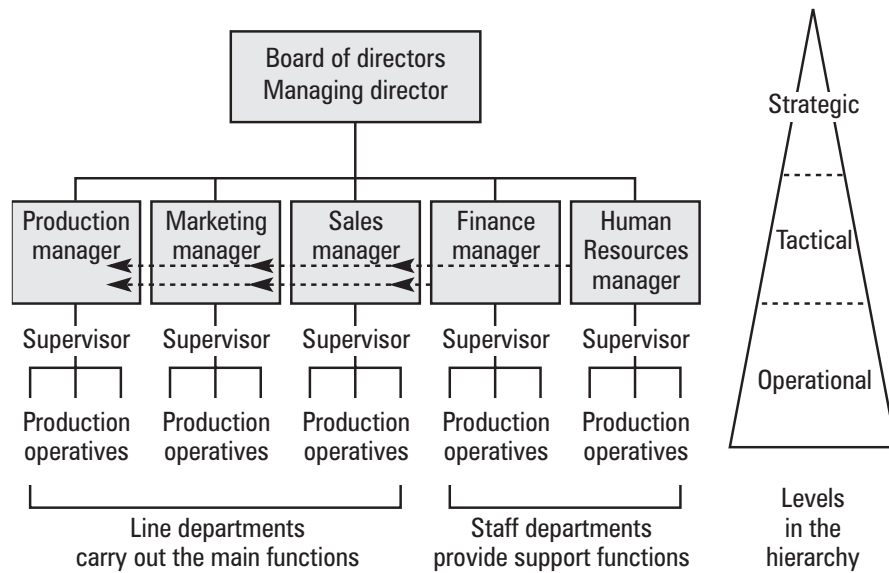 Board of directors
Managing director
Strategic
Production
manager
Marketing
manager
Sales
manager
Finance
manager
Human
Resources
manager
Tactical
Supervisor
Supervisor
Supervisor
Supervisor
Supervisor
Operational
Production
operatives
Production
operatives
Production
operatives
Production
operatives
Production
operatives
Line departments
carry out the main functions
Staff departments
provide support functions
Levels
in the
hierarchy